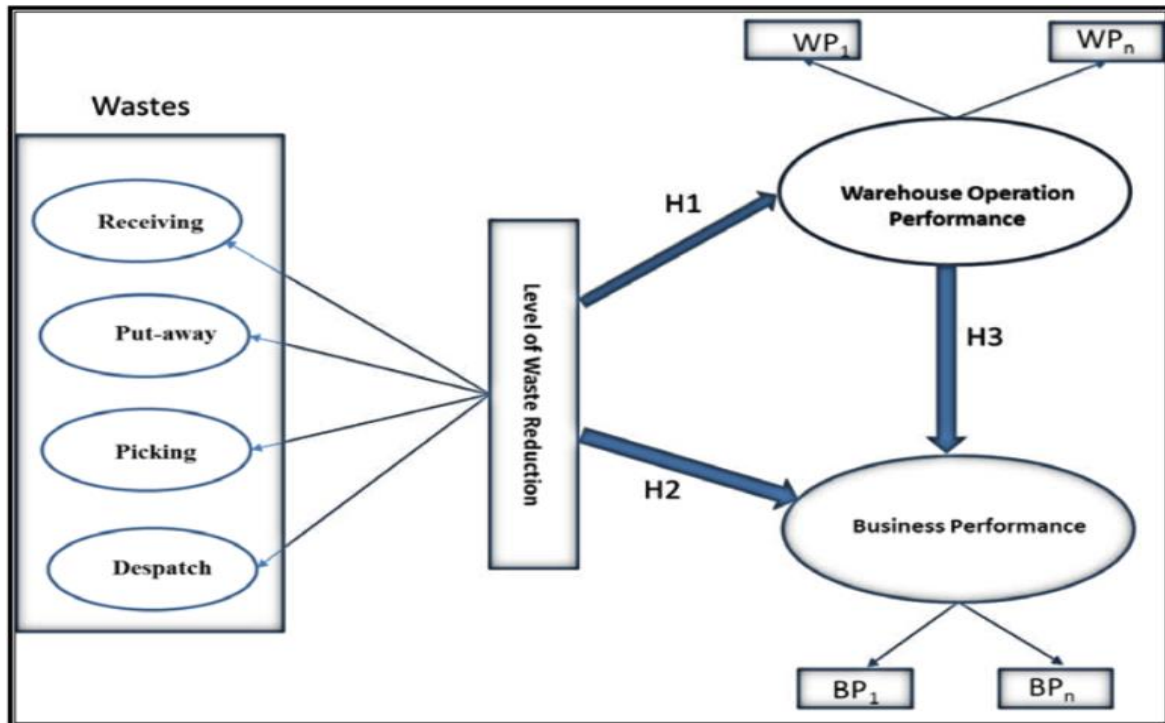 Wastes
Receiving
Put-away
Picking
Despatch
Level of Waste Reduction
H1
H2
H3
WP₁
WPₙ
Warehouse Operation
Performance
Business Performance
BP₁
BPₙ